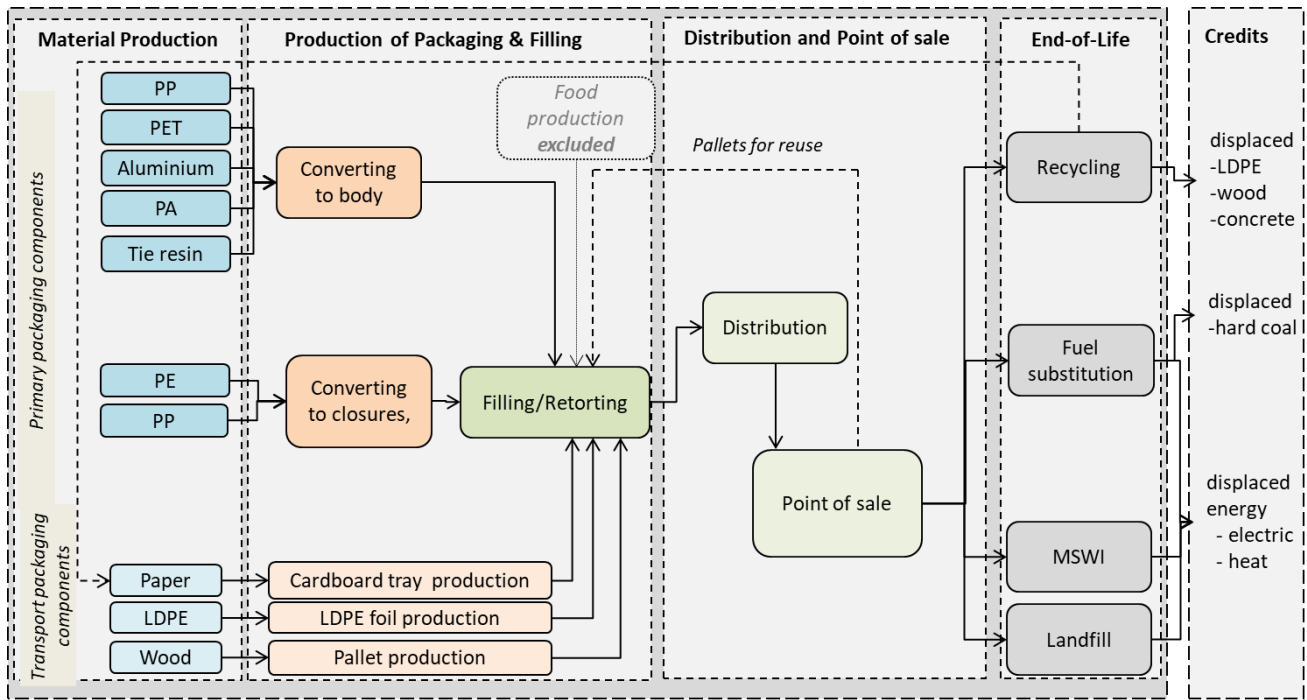 Material Production
Production of Packaging & Filling
Distribution and Point of sale
End-of-Life
Credits
Primary packaging components
PP
PET
Aluminium
PA
Tie resin
Converting
to body
Food
production
excluded
Pallets for reuse
Recycling
displaced
-LDPE
-wood
-concrete
Distribution
Fuel
substitution
displaced
-hard coal
PE
PP
Converting
to closures,
Filling/Retorting
Point of sale
displaced
energy
- electric
- heat
MSWI
Landfill
Transport packaging
components
Paper
Cardboard tray production
LDPE
LDPE foil production
Wood
Pallet production